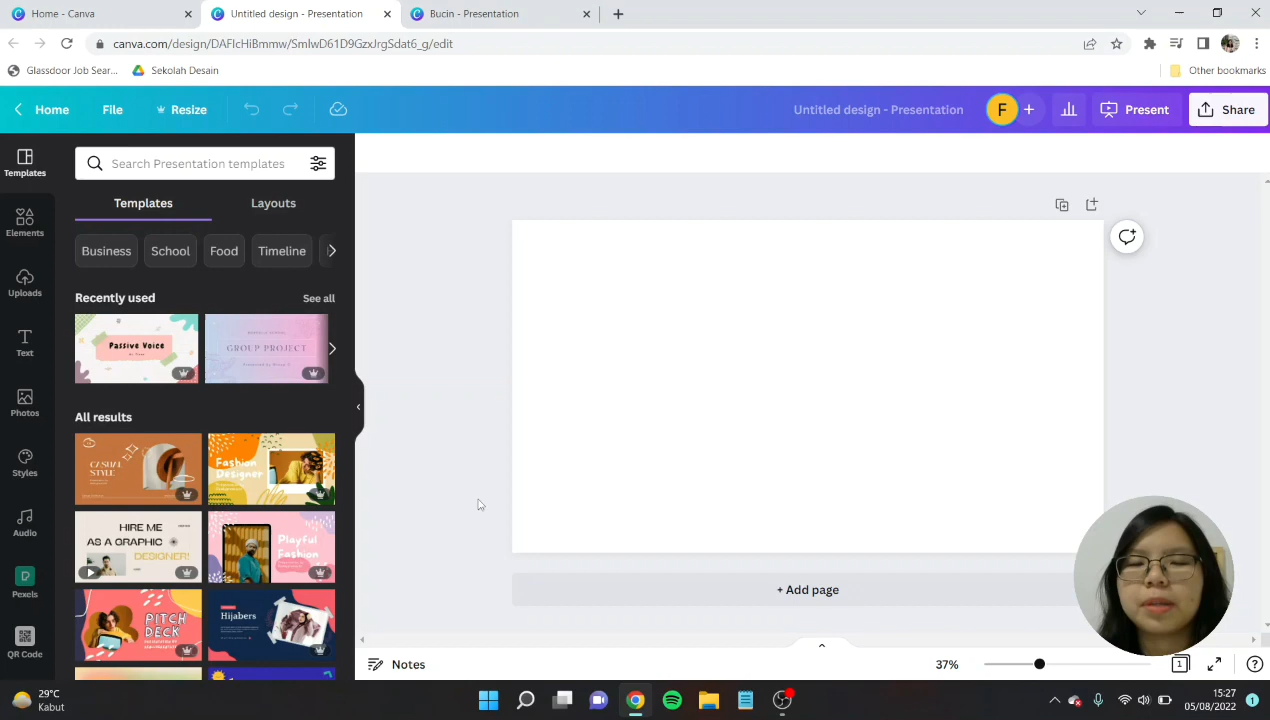 Home - Canva
Untitled design - Presentation
Bucin - Presentation
canva.com/design/DAFIcHiBmmw/SmlwD61D9GzxJrgSdat6_g/edit
Glassdoor Job Sear...
Sekolah Desain
Other bookmarks
Home
File
Resize
Untitled design - Presentation
F
Present
Share
Templates
Elements
Uploads
Text
Photos
Styles
Audio
Pexels
QR Code
Search Presentation templates
Templates
Layouts
Business
School
Food
Timeline
Recently used
See all
Passive Voice
GROUP PROJECT
All results
CASUAL
STYLE
Fashion
Designer
HIRE ME
AS A GRAPHIC
DESIGNER!
Playful
Fashion
PITCH
DECK
Hijabers
+ Add page
Notes
37%
1
29°C
Kabut
15:27
05/08/2022
1